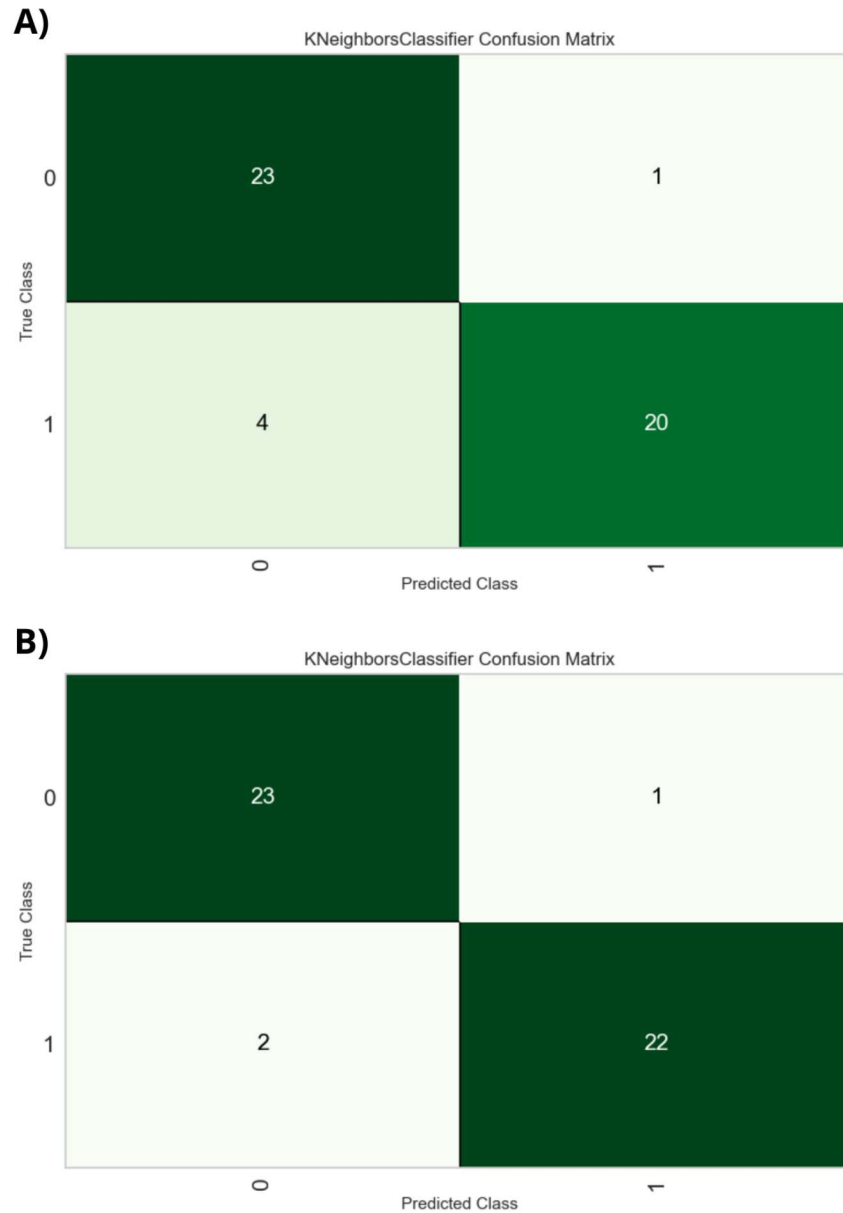 A)
KNeighborsClassifier Confusion Matrix
0
23
1
True Class
1
4
20
0
1
Predicted Class
B)
KNeighborsClassifier Confusion Matrix
0
23
1
True Class
1
2
22
0
1
Predicted Class